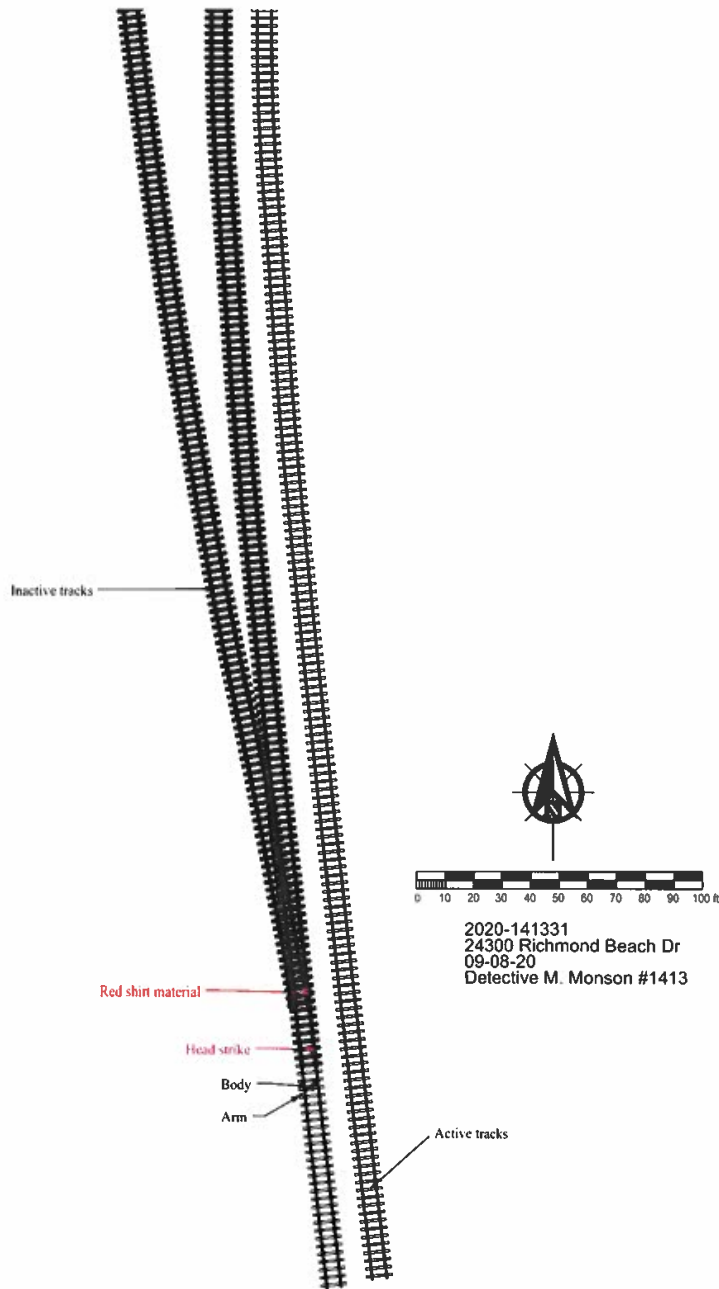 Inactive tracks
N
0 10 20 30 40 50 60 70 80 90 100 ft
2020-141331
24300 Richmond Beach Dr
09-08-20
Detective M. Monson #1413
Red shirt material
Head strike
Body
Arm
Active tracks